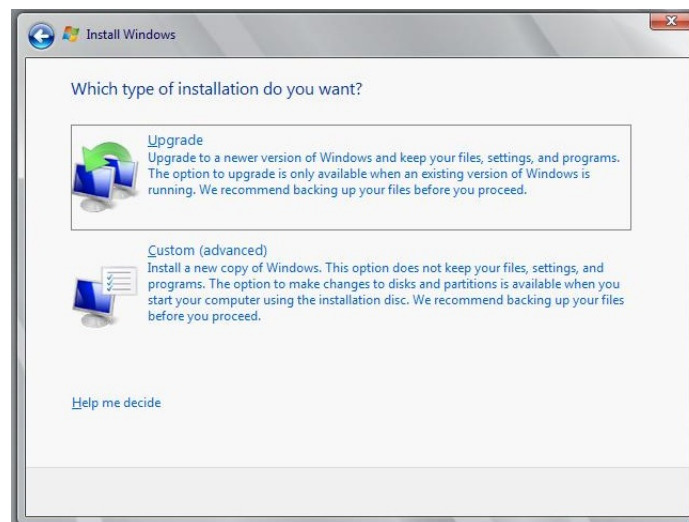 Install Windows
Which type of installation do you want?
Upgrade
Upgrade to a newer version of Windows and keep your files, settings, and programs.
The option to upgrade is only available when an existing version of Windows is
running. We recommend backing up your files before you proceed.
Custom (advanced)
Install a new copy of Windows. This option does not keep your files, settings, and
programs. The option to make changes to disks and partitions is available when you
start your computer using the installation disc. We recommend backing up your files
before you proceed.
Help me decide